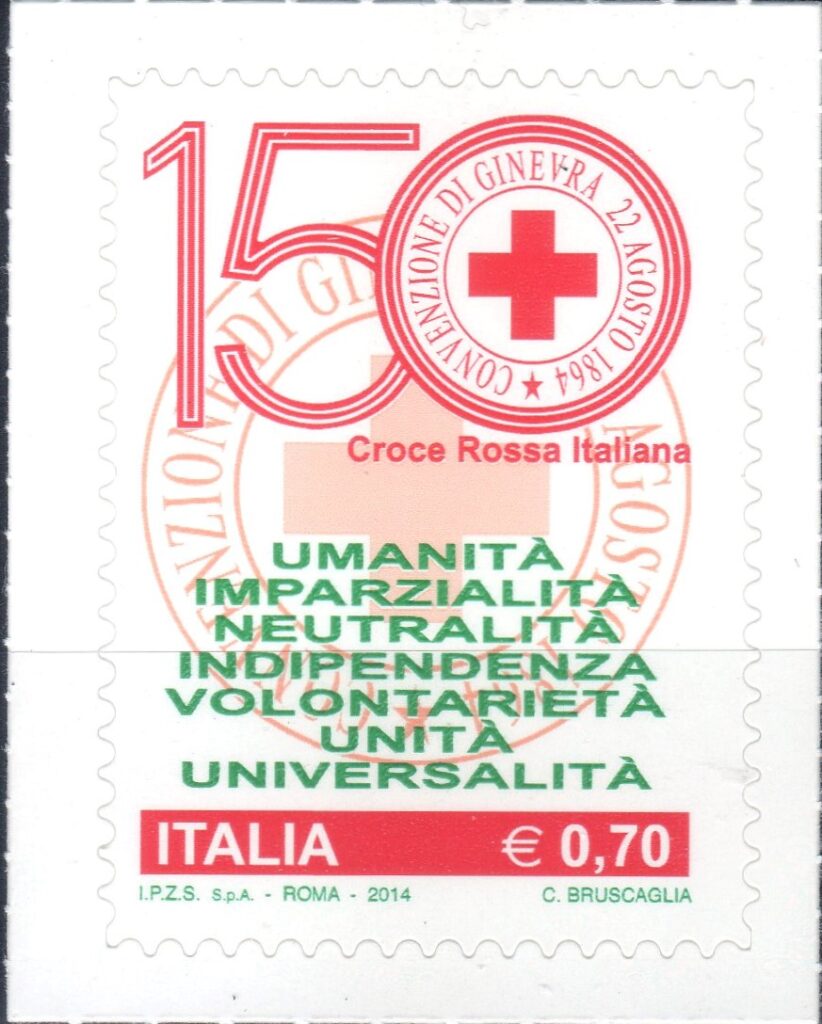 150
CONVENZIONE DI GINEVRA 22 AGOSTO 1864 ★
Croce Rossa Italiana
UMANITÀ
IMPARZIALITÀ
NEUTRALITÀ
INDIPENDENZA
VOLONTARIETÀ
UNITÀ
UNIVERSALITÀ
ITALIA € 0,70
I.P.Z.S. S.p.A. - ROMA - 2014 C. BRUSCAGLIA